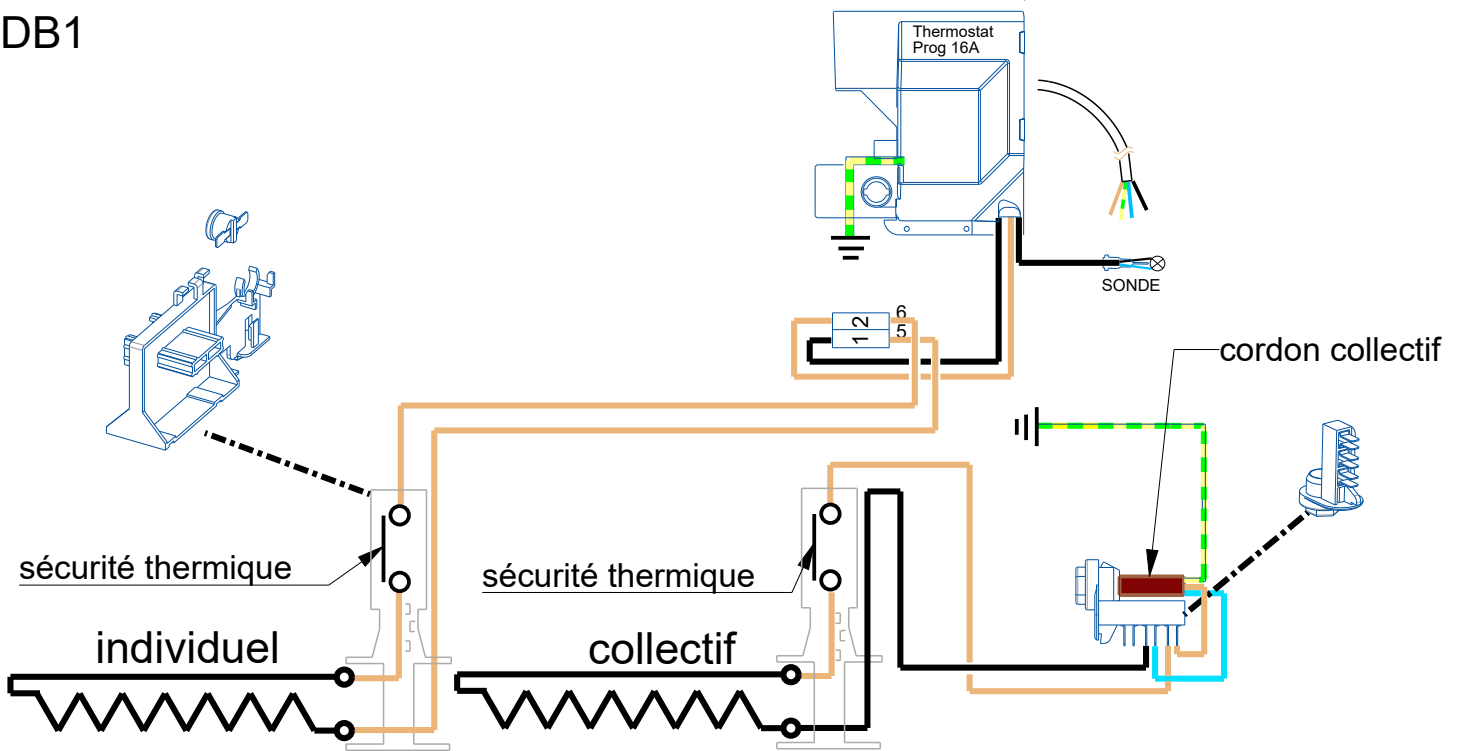 DB1
Thermostat
Prog 16A
SONDE
6
5
2
1
cordon collectif
sécurité thermique
sécurité thermique
individuel
collectif